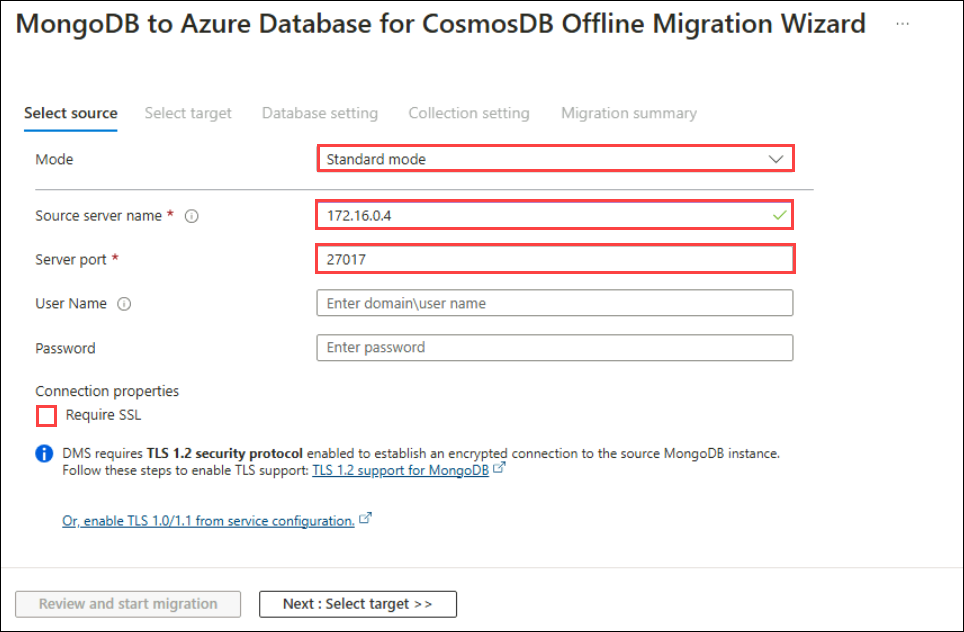 MongoDB to Azure Database for CosmosDB Offline Migration Wizard ...
Select source Select target Database setting Collection setting Migration summary
Mode Standard mode
Source server name * 172.16.0.4
Server port * 27017
User Name Enter domain\user name
Password Enter password
Connection properties
Require SSL
DMS requires TLS 1.2 security protocol enabled to establish an encrypted connection to the source MongoDB instance.
Follow these steps to enable TLS support: TLS 1.2 support for MongoDB
Or, enable TLS 1.0/1.1 from service configuration.
Review and start migration Next : Select target >>